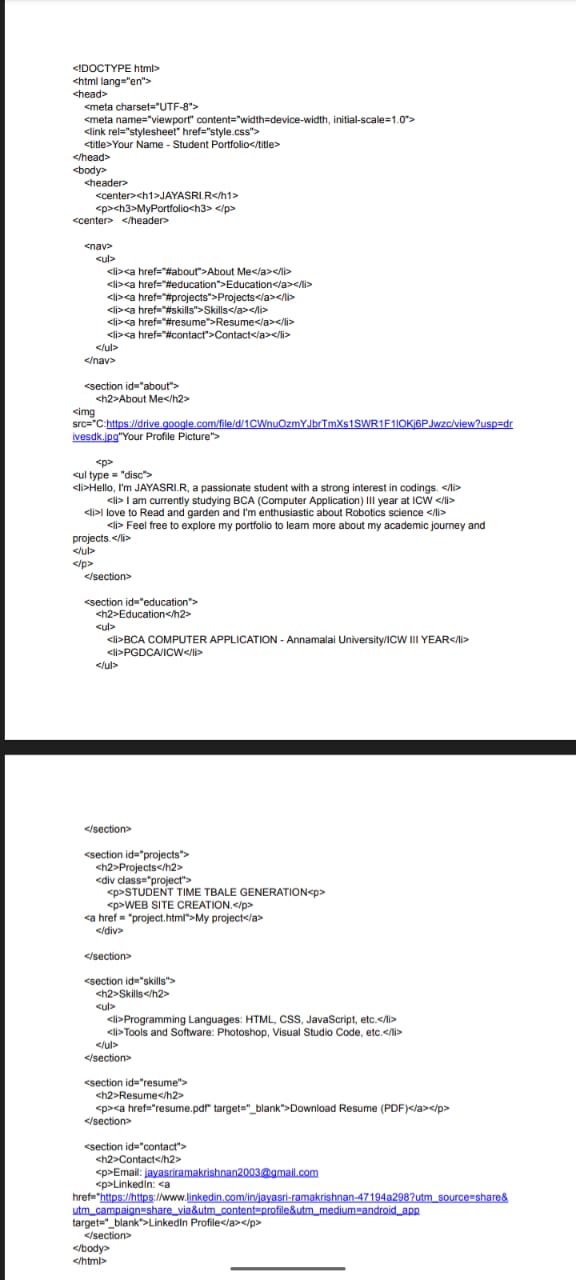 <!DOCTYPE html>
<html lang="en">
<head>
<meta charset="UTF-8">
<meta name="viewport" content="width=device-width, initial-scale=1.0">
<link rel="stylesheet" href="style.css">
<title>Your Name - Student Portfolio</title>
</head>
<body>
<header>
<center><h1>JAYASRI.R</h1>
<p><h3>MyPortfolio<h3> </p>
<center> </header>
<nav>
<ul>
<li><a href="#about">About Me</a></li>
<li><a href="#education">Education</a></li>
<li><a href="#projects">Projects</a></li>
<li><a href="#skills">Skills</a></li>
<li><a href="#resume">Resume</a></li>
<li><a href="#contact">Contact</a></li>
</ul>
</nav>
<section id="about">
<h2>About Me</h2>
<img
src="C:https://drive.google.com/file/d/1CWnuOzmYJbrTmXs1SWR1F1IOKj6PJwzc/view?usp=dr
ivesdk.jpg"Your Profile Picture">
<p>
<ul type = "disc">
<li>Hello, I'm JAYASRI.R, a passionate student with a strong interest in codings. </li>
<li> I am currently studying BCA (Computer Application) III year at ICW </li>
<li>I love to Read and garden and I'm enthusiastic about Robotics science </li>
<li> Feel free to explore my portfolio to learn more about my academic journey and
projects.</li>
</ul>
</p>
</section>
<section id="education">
<h2>Education</h2>
<ul>
<li>BCA COMPUTER APPLICATION - Annamalai University/ICW III YEAR</li>
<li>PGDCA/ICW</li>
</ul>
</section>
<section id="projects">
<h2>Projects</h2>
<div class="project">
<p>STUDENT TIME TBALE GENERATION<p>
<p>WEB SITE CREATION.</p>
<a href = "project.html">My project</a>
</div>
</section>
<section id="skills">
<h2>Skills</h2>
<ul>
<li>Programming Languages: HTML, CSS, JavaScript, etc.</li>
<li>Tools and Software: Photoshop, Visual Studio Code, etc.</li>
</ul>
</section>
<section id="resume">
<h2>Resume</h2>
<p><a href="resume.pdf" target="_blank">Download Resume (PDF)</a></p>
</section>
<section id="contact">
<h2>Contact</h2>
<p>Email: jayasriramakrishnan2003@gmail.com
<p>LinkedIn: <a
href="https://https://www.linkedin.com/in/jayasri-ramakrishnan-47194a298?utm_source=share&
utm_campaign=share_via&utm_content=profile&utm_medium=android_app
target="_blank">LinkedIn Profile</a></p>
</section>
</body>
</html>